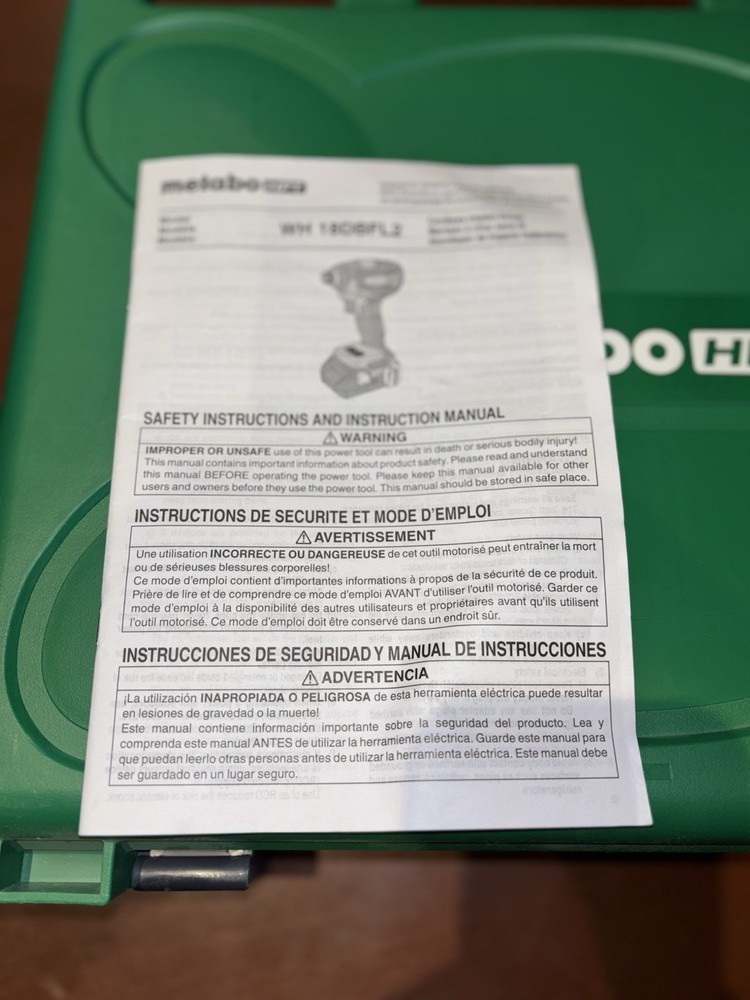 metabo HPT
Model
Modèle
Modelo
WH 18DBFL2
SAFETY INSTRUCTIONS AND INSTRUCTION MANUAL
WARNING
IMPROPER OR UNSAFE use of this power tool can result in death or serious bodily injury!
This manual contains important information about product safety. Please read and understand
this manual BEFORE operating the power tool. Please keep this manual available for other
users and owners before they use the power tool. This manual should be stored in safe place.
INSTRUCTIONS DE SECURITE ET MODE D'EMPLOI
AVERTISSEMENT
Une utilisation INCORRECTE OU DANGEREUSE de cet outil motorisé peut entraîner la mort
ou de sérieuses blessures corporelles!
Ce mode d'emploi contient d'importantes informations à propos de la sécurité de ce produit.
Prière de lire et de comprendre ce mode d'emploi AVANT d'utiliser l'outil motorisé. Garder ce
mode d'emploi à la disponibilité des autres utilisateurs et propriétaires avant qu'ils utilisent
l'outil motorisé. Ce mode d'emploi doit être conservé dans un endroit sûr.
INSTRUCCIONES DE SEGURIDAD Y MANUAL DE INSTRUCCIONES
ADVERTENCIA
¡La utilización INAPROPIADA O PELIGROSA de esta herramienta eléctrica puede resultar
en lesiones de gravedad o la muerte!
Este manual contiene información importante sobre la seguridad del producto. Lea y
comprenda este manual ANTES de utilizar la herramienta eléctrica. Guarde este manual para
que puedan leerlo otras personas antes de utilizar la herramienta eléctrica. Este manual debe
ser guardado en un lugar seguro.